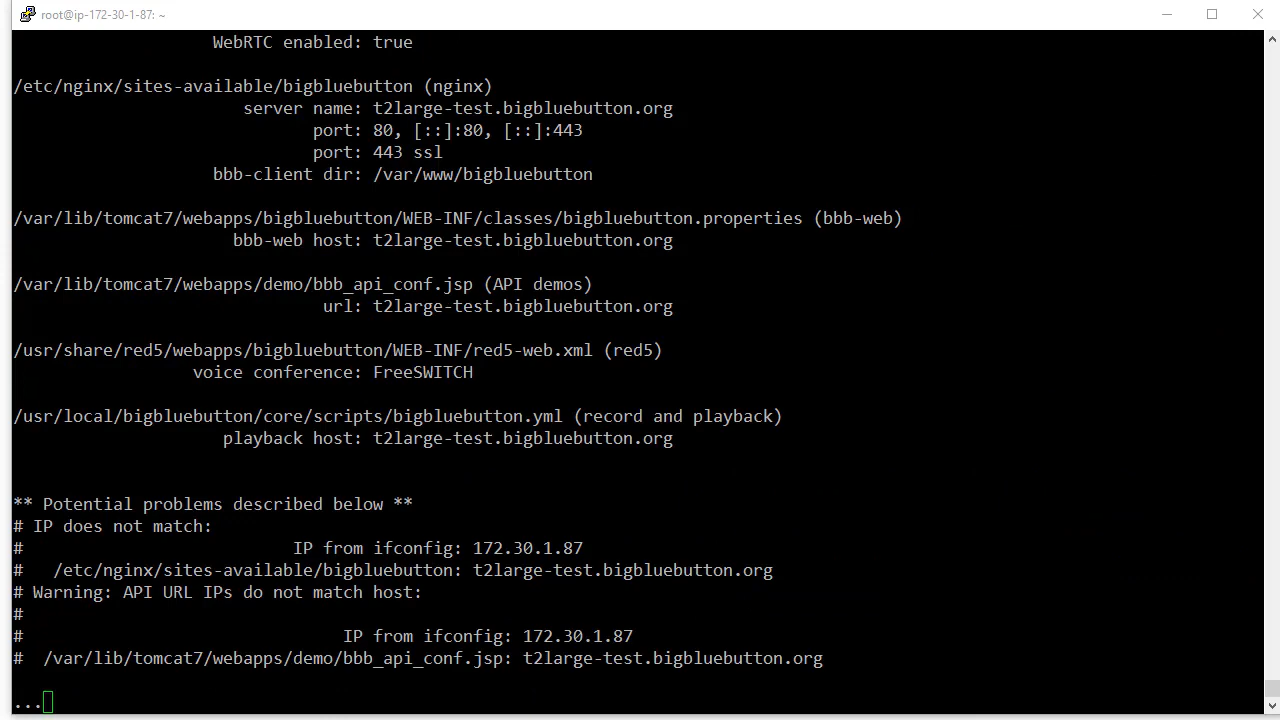 root@ip-172-30-1-87: ~
WebRTC enabled: true
/etc/nginx/sites-available/bigbluebutton (nginx)
server name: t2large-test.bigbluebutton.org
port: 80, [::]:80, [::]:443
port: 443 ssl
bbb-client dir: /var/www/bigbluebutton
/var/lib/tomcat7/webapps/bigbluebutton/WEB-INF/classes/bigbluebutton.properties (bbb-web)
bbb-web host: t2large-test.bigbluebutton.org
/var/lib/tomcat7/webapps/demo/bbb_api_conf.jsp (API demos)
url: t2large-test.bigbluebutton.org
/usr/share/red5/webapps/bigbluebutton/WEB-INF/red5-web.xml (red5)
voice conference: FreeSWITCH
/usr/local/bigbluebutton/core/scripts/bigbluebutton.yml (record and playback)
playback host: t2large-test.bigbluebutton.org
** Potential problems described below **
# IP does not match:
# IP from ifconfig: 172.30.1.87
# /etc/nginx/sites-available/bigbluebutton: t2large-test.bigbluebutton.org
# Warning: API URL IPs do not match host:
#
# IP from ifconfig: 172.30.1.87
# /var/lib/tomcat7/webapps/demo/bbb_api_conf.jsp: t2large-test.bigbluebutton.org
...